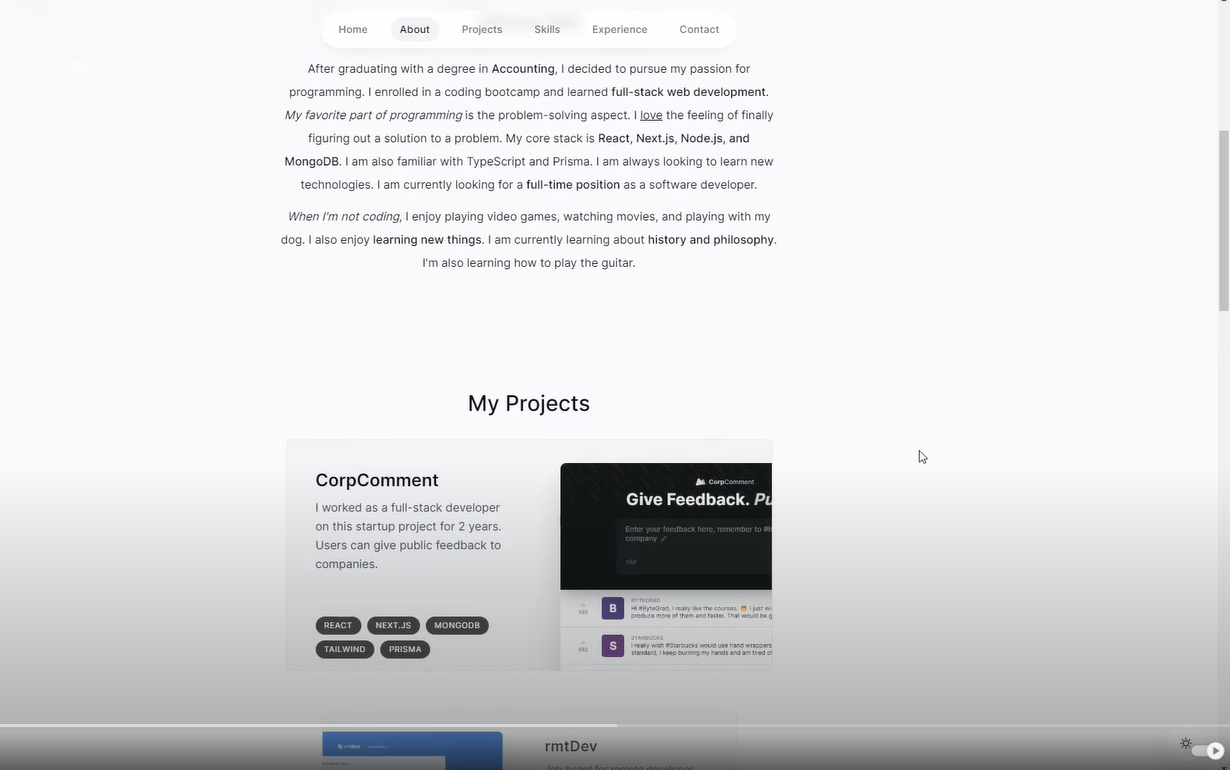 Home About Projects Skills Experience Contact
After graduating with a degree in Accounting, I decided to pursue my passion for
programming. I enrolled in a coding bootcamp and learned full-stack web development.
My favorite part of programming is the problem-solving aspect. I love the feeling of finally
figuring out a solution to a problem. My core stack is React, Next.js, Node.js, and
MongoDB. I am also familiar with TypeScript and Prisma. I am always looking to learn new
technologies. I am currently looking for a full-time position as a software developer.
When I'm not coding, I enjoy playing video games, watching movies, and playing with my
dog. I also enjoy learning new things. I am currently learning about history and philosophy.
I'm also learning how to play the guitar.
My Projects
CorpComment
I worked as a full-stack developer
on this startup project for 2 years.
Users can give public feedback to
companies.
REACT NEXT.JS MONGODB
TAILWIND PRISMA
CorpComment
Give Feedback. Pu
Enter your feedback here, remember to #h
company
150
593
B
BYTEGRAD
Hi #ByteGrad, I really like the courses. I just wi
produce more of them and faster. That would be g
S
STARBUCKS
I really wish #Starbucks would use hand wrappers
standard, I keep burning my hands and am tired of
rmtDev
rmtDev
Job board for remote developer